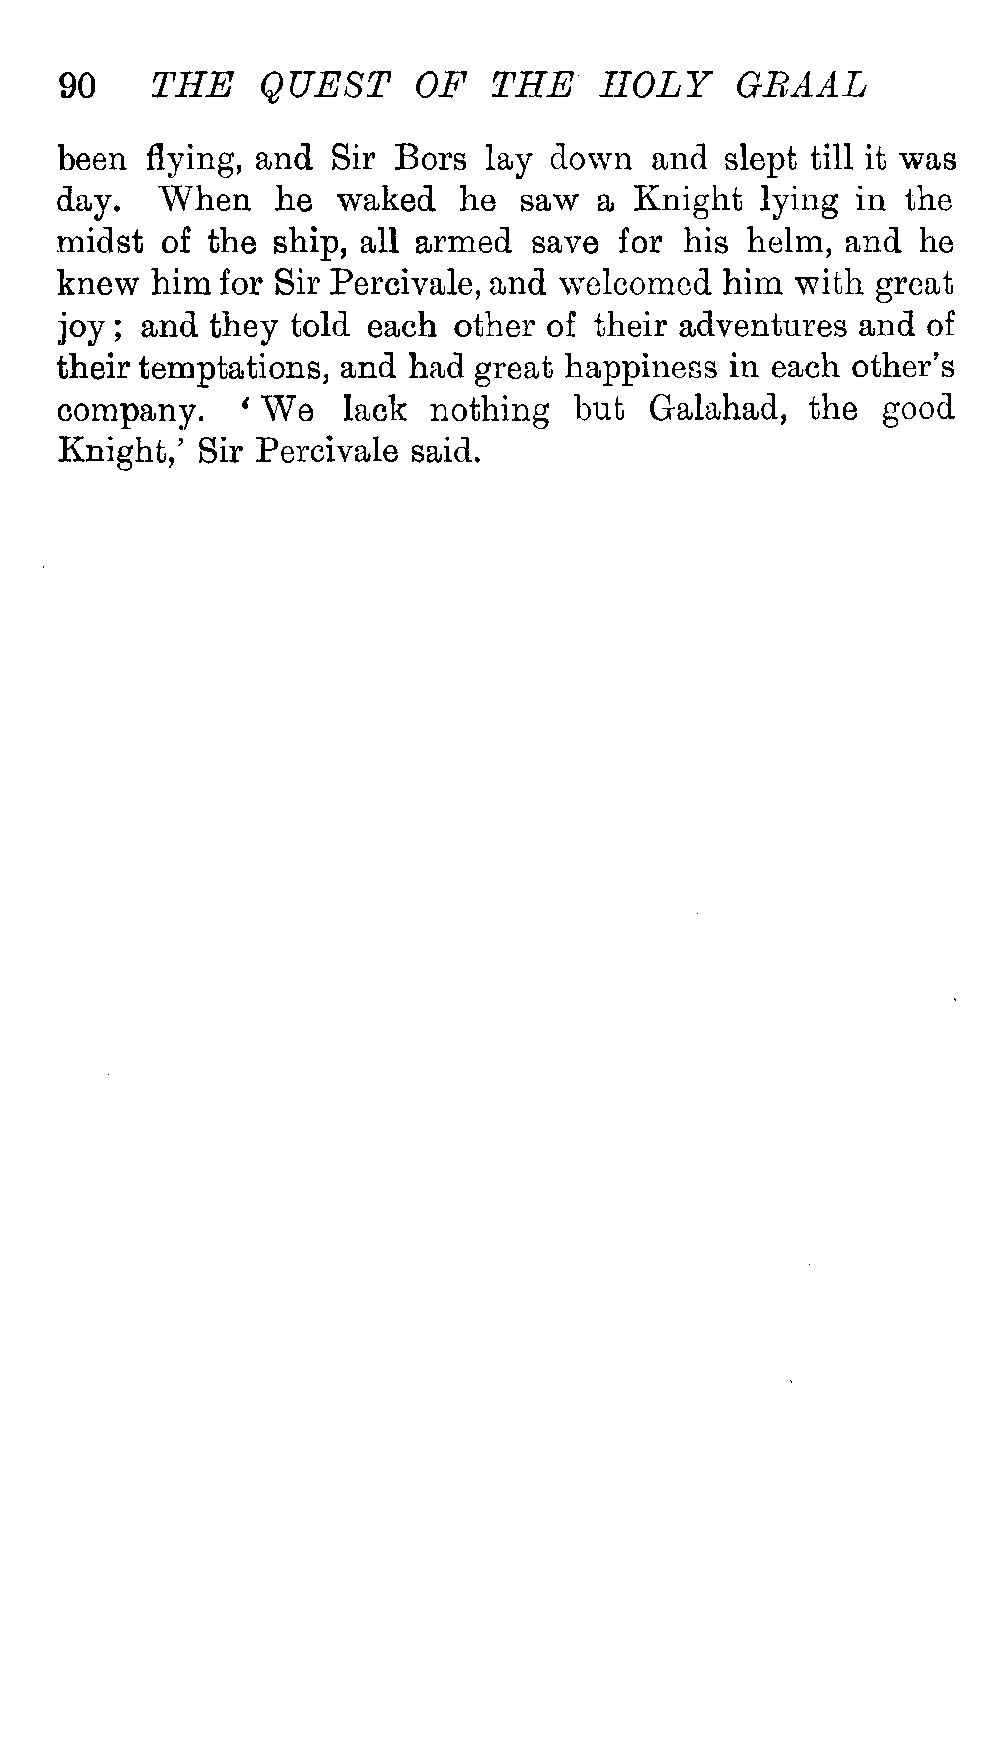 90 THE QUEST OF THE HOLY GRAAL
been flying, and Sir Bors lay down and slept till it was
day. When he waked he saw a Knight lying in the
midst of the ship, all armed save for his helm, and he
knew him for Sir Percivale, and welcomed him with great
joy; and they told each other of their adventures and of
their temptations, and had great happiness in each other's
company. ‘We lack nothing but Galahad, the good
Knight,’ Sir Percivale said.